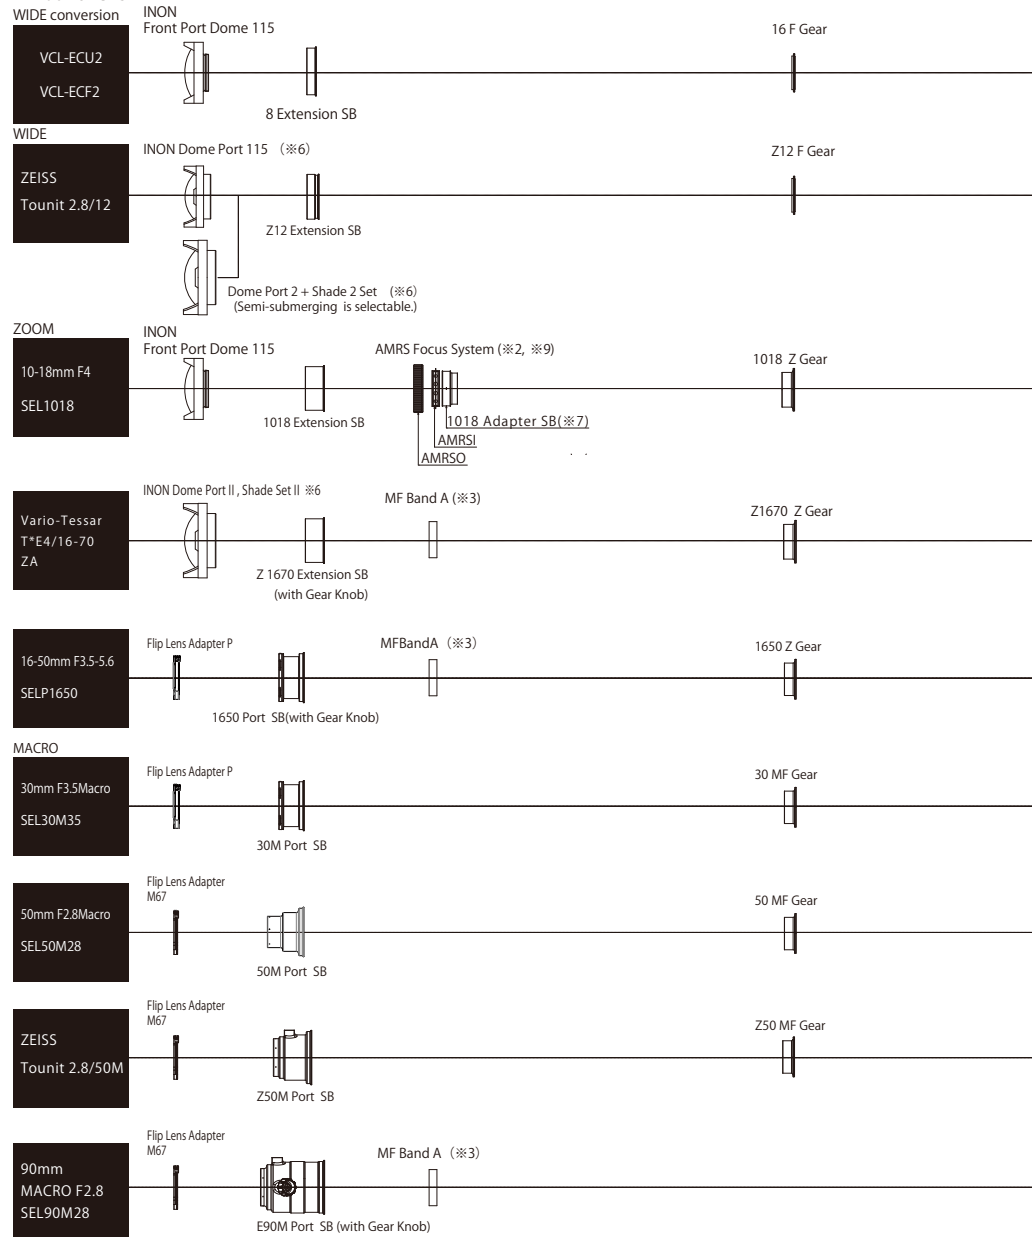 WIDE conversion
VCL-ECU2
VCL-ECF2
INON
Front Port Dome 115
8 Extension SB
16 F Gear
WIDE
ZEISS
Tounit 2.8/12
INON Dome Port 115 (※6)
Z12 Extension SB
Z12 F Gear
Dome Port 2 + Shade 2 Set (※6)
(Semi-submerging is selectable.)
ZOOM
10-18mm F4
SEL1018
INON
Front Port Dome 115
1018 Extension SB
AMRS Focus System (※2, ※9)
1018 Adapter SB(※7)
AMRSI
AMRSO
1018 Z Gear
Vario-Tessar
T*E4/16-70
ZA
INON Dome Port II , Shade Set II ※6
Z 1670 Extension SB
(with Gear Knob)
MF Band A (※3)
Z1670 Z Gear
16-50mm F3.5-5.6
SELP1650
Flip Lens Adapter P
1650 Port SB(with Gear Knob)
MFBandA (※3)
1650 Z Gear
MACRO
30mm F3.5Macro
SEL30M35
Flip Lens Adapter P
30M Port SB
30 MF Gear
50mm F2.8Macro
SEL50M28
Flip Lens Adapter
M67
50M Port SB
50 MF Gear
ZEISS
Tounit 2.8/50M
Flip Lens Adapter
M67
Z50M Port SB
Z50 MF Gear
90mm
MACRO F2.8
SEL90M28
Flip Lens Adapter
M67
E90M Port SB (with Gear Knob)
MF Band A (※3)